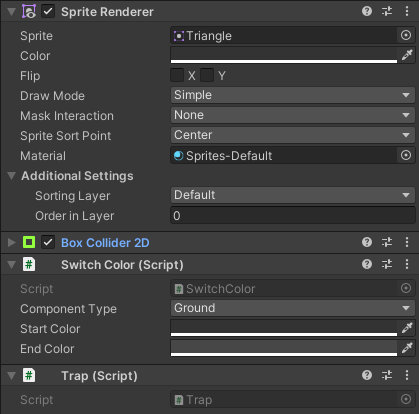 Sprite Renderer
Sprite Triangle
Color
Flip X Y
Draw Mode Simple
Mask Interaction None
Sprite Sort Point Center
Material Sprites-Default
Additional Settings
Sorting Layer Default
Order in Layer 0
Box Collider 2D
# Switch Color (Script)
Script # SwitchColor
Component Type Ground
Start Color
End Color
# Trap (Script)
Script # Trap